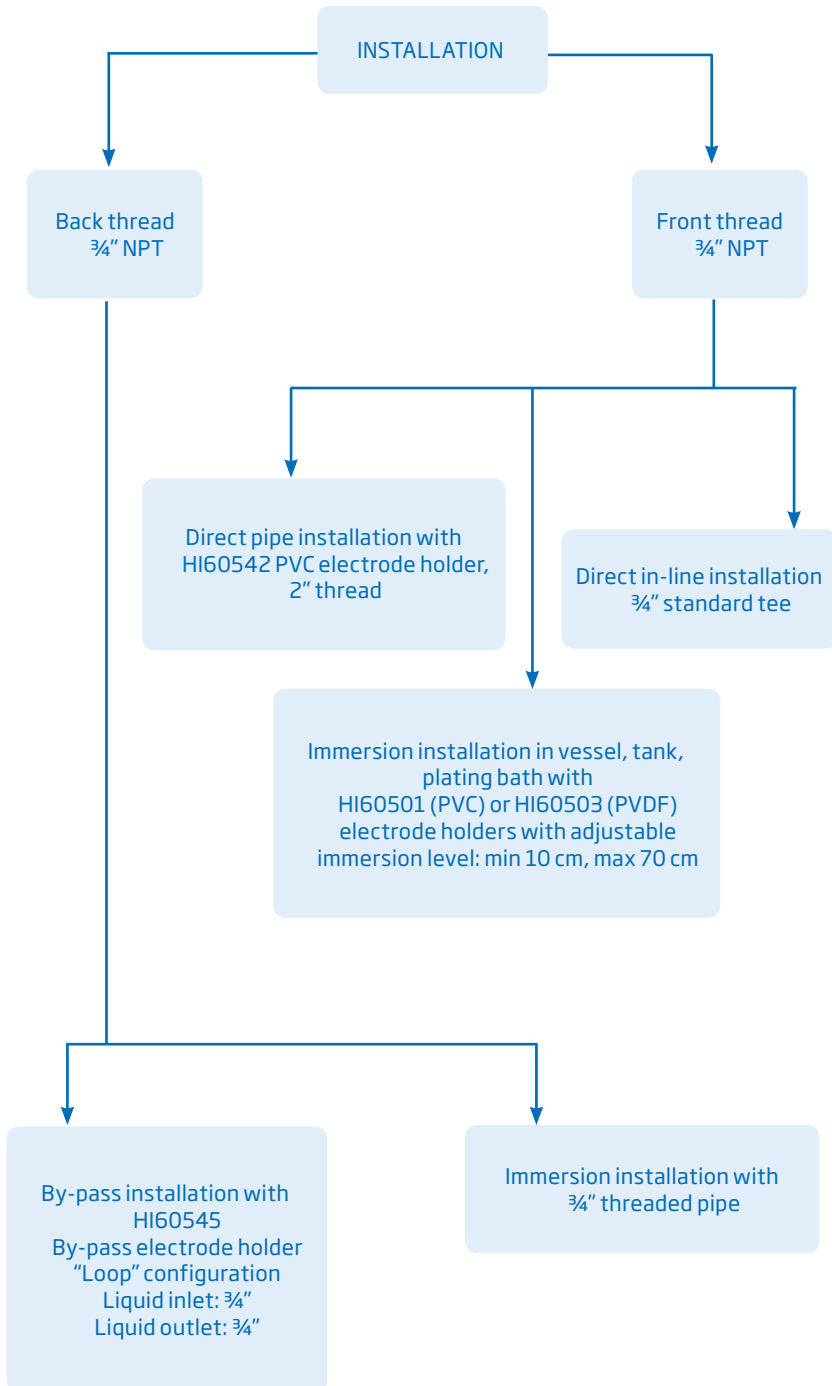 INSTALLATION
Back thread
¾” NPT
Front thread
¾” NPT
Direct pipe installation with
HI60542 PVC electrode holder,
2” thread
Direct in-line installation
¾” standard tee
Immersion installation in vessel, tank,
plating bath with
HI60501 (PVC) or HI60503 (PVDF)
electrode holders with adjustable
immersion level: min 10 cm, max 70 cm
By-pass installation with
HI60545
By-pass electrode holder
“Loop” configuration
Liquid inlet: ¾”
Liquid outlet: ¾”
Immersion installation with
¾” threaded pipe